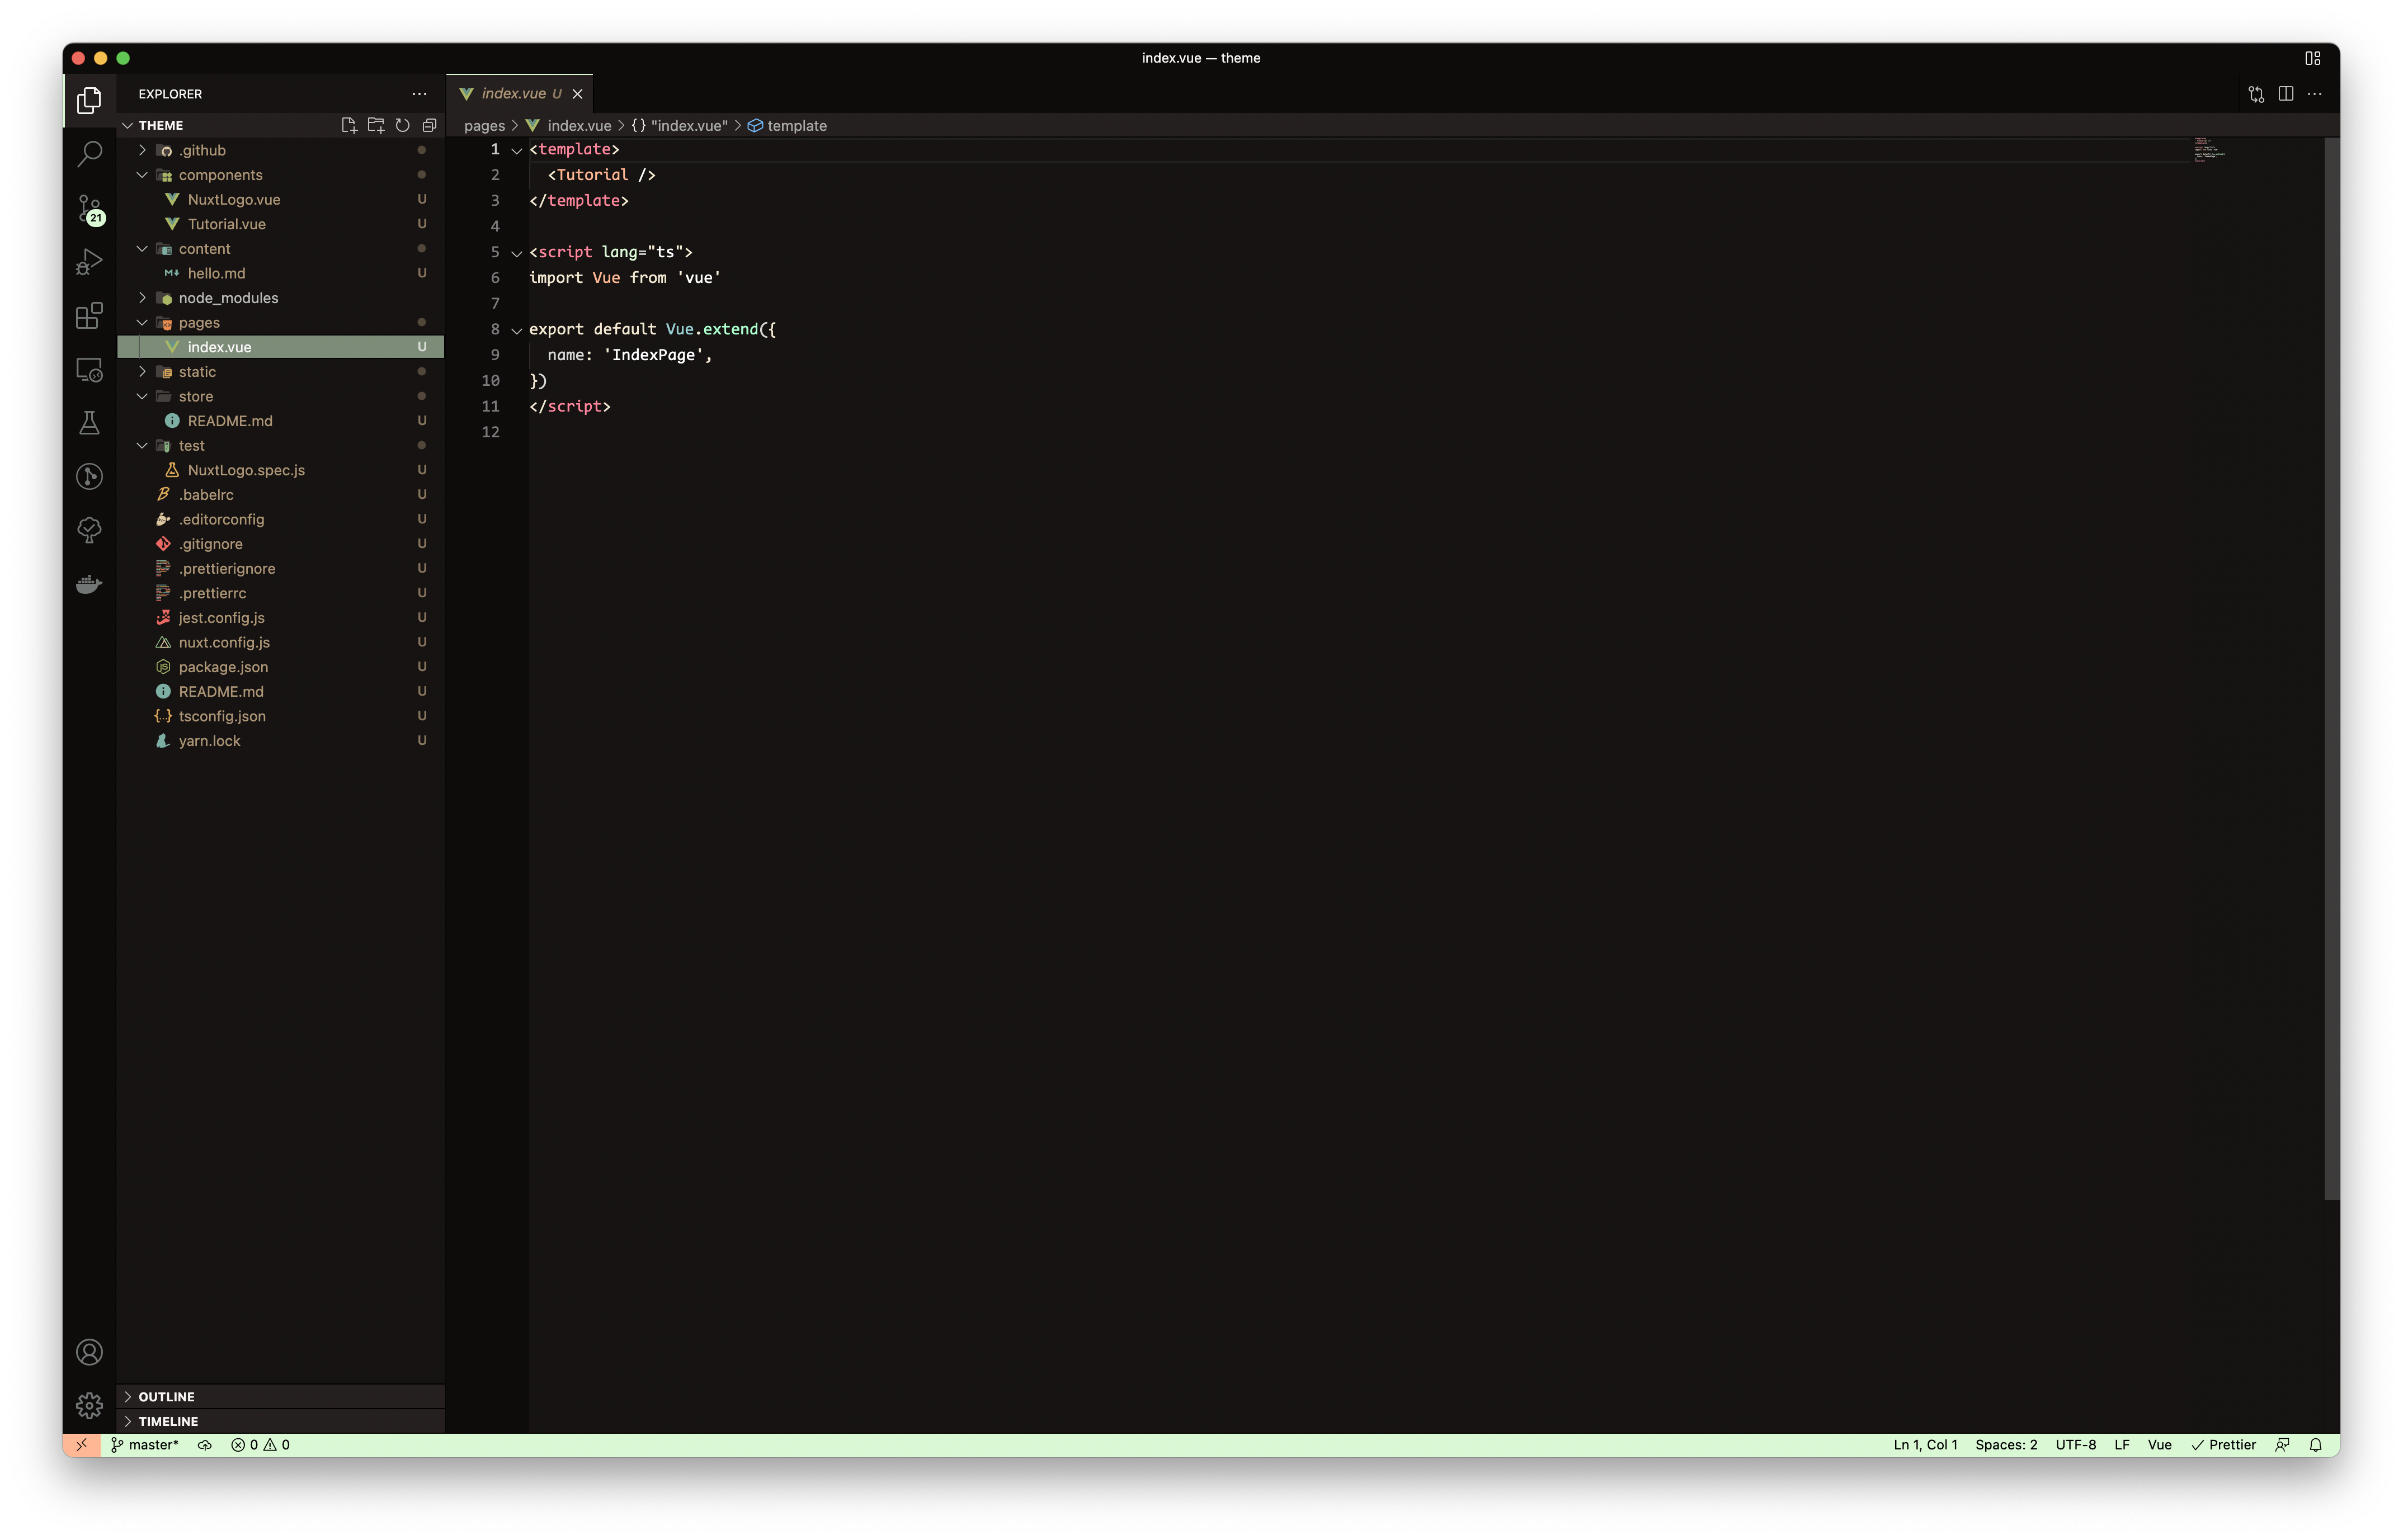 index.vue — theme
EXPLORER
THEME
.github
components
NuxtLogo.vue U
Tutorial.vue U
content
hello.md U
node_modules
pages
index.vue U
static
store
README.md U
test
NuxtLogo.spec.js U
.babelrc U
.editorconfig U
.gitignore U
.prettierignore U
.prettierrc U
jest.config.js U
nuxt.config.js U
package.json U
README.md U
tsconfig.json U
yarn.lock U
OUTLINE
TIMELINE
21
index.vue U
pages > index.vue > {} "index.vue" > template
1 <template>
2   <Tutorial />
3 </template>
4
5 <script lang="ts">
6 import Vue from 'vue'
7
8 export default Vue.extend({
9   name: 'IndexPage',
10 })
11 </script>
12
master* 0 0 Ln 1, Col 1 Spaces: 2 UTF-8 LF Vue Prettier